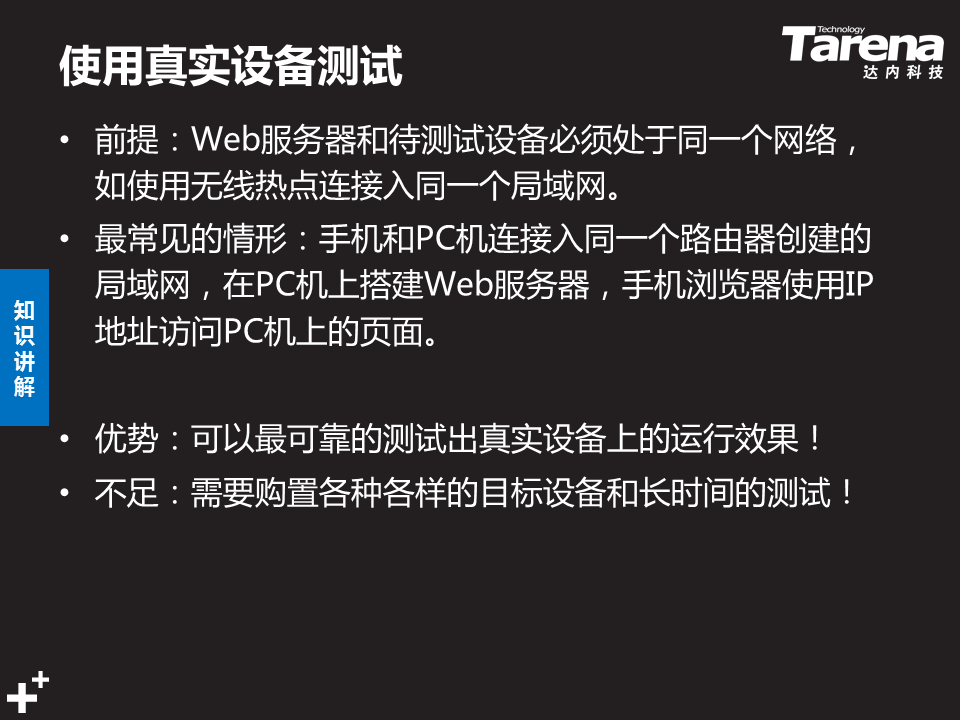 使用真实设备测试
Technology
Tarena
达内科技
• 前提：Web服务器和待测试设备必须处于同一个网络，
如使用无线热点连接入同一个局域网。
• 最常见的情形：手机和PC机连接入同一个路由器创建的
局域网，在PC机上搭建Web服务器，手机浏览器使用IP
地址访问PC机上的页面。
知
识
讲
解
• 优势：可以最可靠的测试出真实设备上的运行效果！
• 不足：需要购置各种各样的目标设备和长时间的测试！